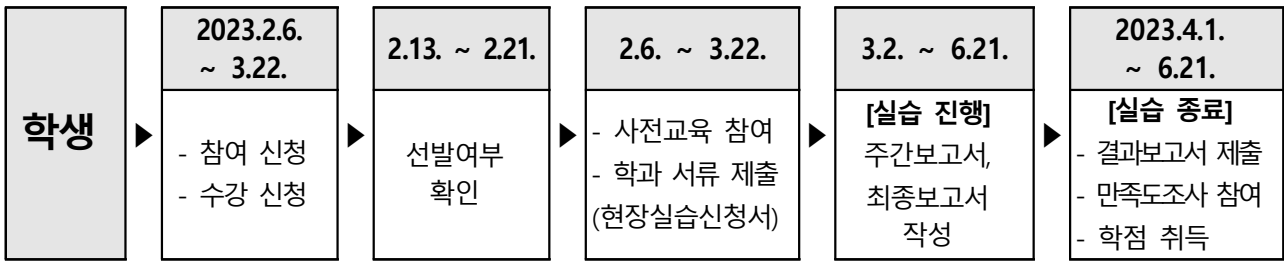 학생
▶
2023.2.6.
~ 3.22.
- 참여 신청
- 수강 신청
▶
2.13. ~ 2.21.
선발여부
확인
▶
2.6. ~ 3.22.
- 사전교육 참여
- 학과 서류 제출
(현장실습신청서)
▶
3.2. ~ 6.21.
[실습 진행]
주간보고서,
최종보고서
작성
▶
2023.4.1.
~ 6.21.
[실습 종료]
- 결과보고서 제출
- 만족도조사 참여
- 학점 취득